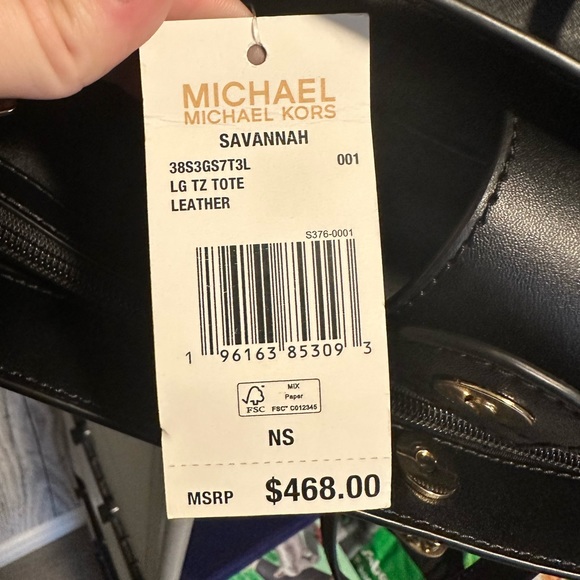 MICHAEL
MICHAEL KORS
SAVANNAH
38S3GS7T3L 001
LG TZ TOTE
LEATHER
S376-0001
1 96163 85309 3
FSC
MIX
Paper
FSC™ C012345
NS
MSRP $468.00